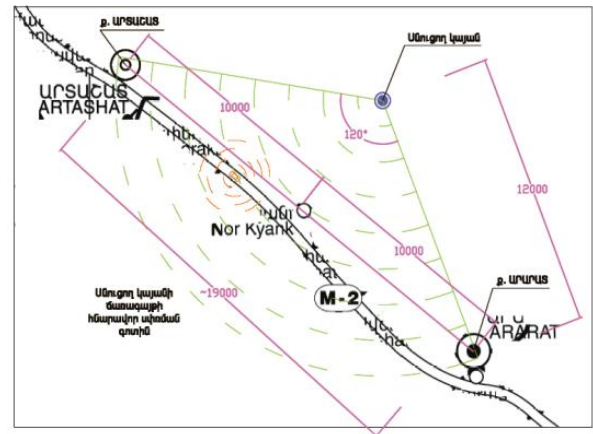 ք. ԱՐՏԱՇԱՏ
Սնուցող կայան
ԱՐՏԱՇԱՏ
ARTASHAT
10000
120°
12000
Nor Kyank
10000
ք. ԱՐԱՐԱՏ
~19000
M-2
ARARAT
Սնուցող կայանի
ճառագայթի
հնարավոր սփռման
գոտին